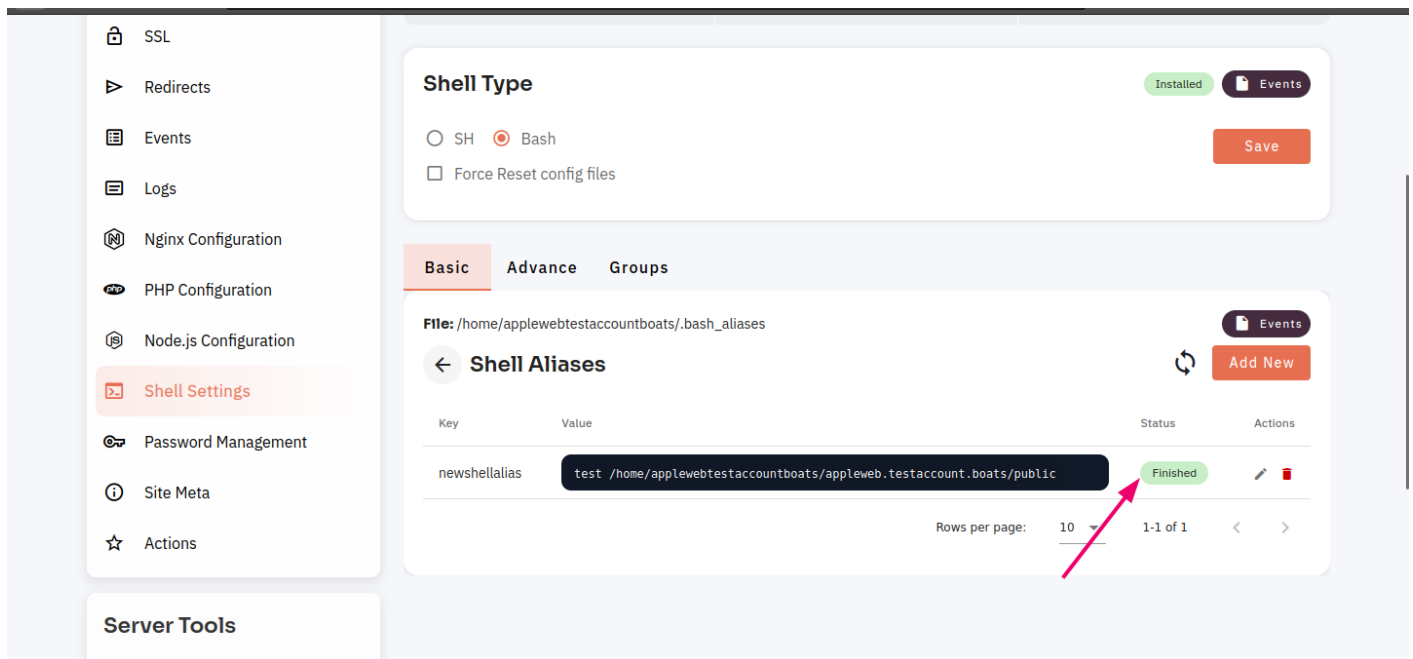 SSL
Redirects
Events
Logs
Nginx Configuration
PHP Configuration
Node.js Configuration
Shell Settings
Password Management
Site Meta
Actions
Server Tools
Shell Type
Installed
Events
SH
Bash
Save
Force Reset config files
Basic
Advance
Groups
File: /home/applewebtestaccountboats/.bash_aliases
Events
Shell Aliases
Add New
Key Value Status Actions
newshellalias test /home/applewebtestaccountboats/appleweb.testaccount.boats/public Finished
Rows per page: 10 1-1 of 1